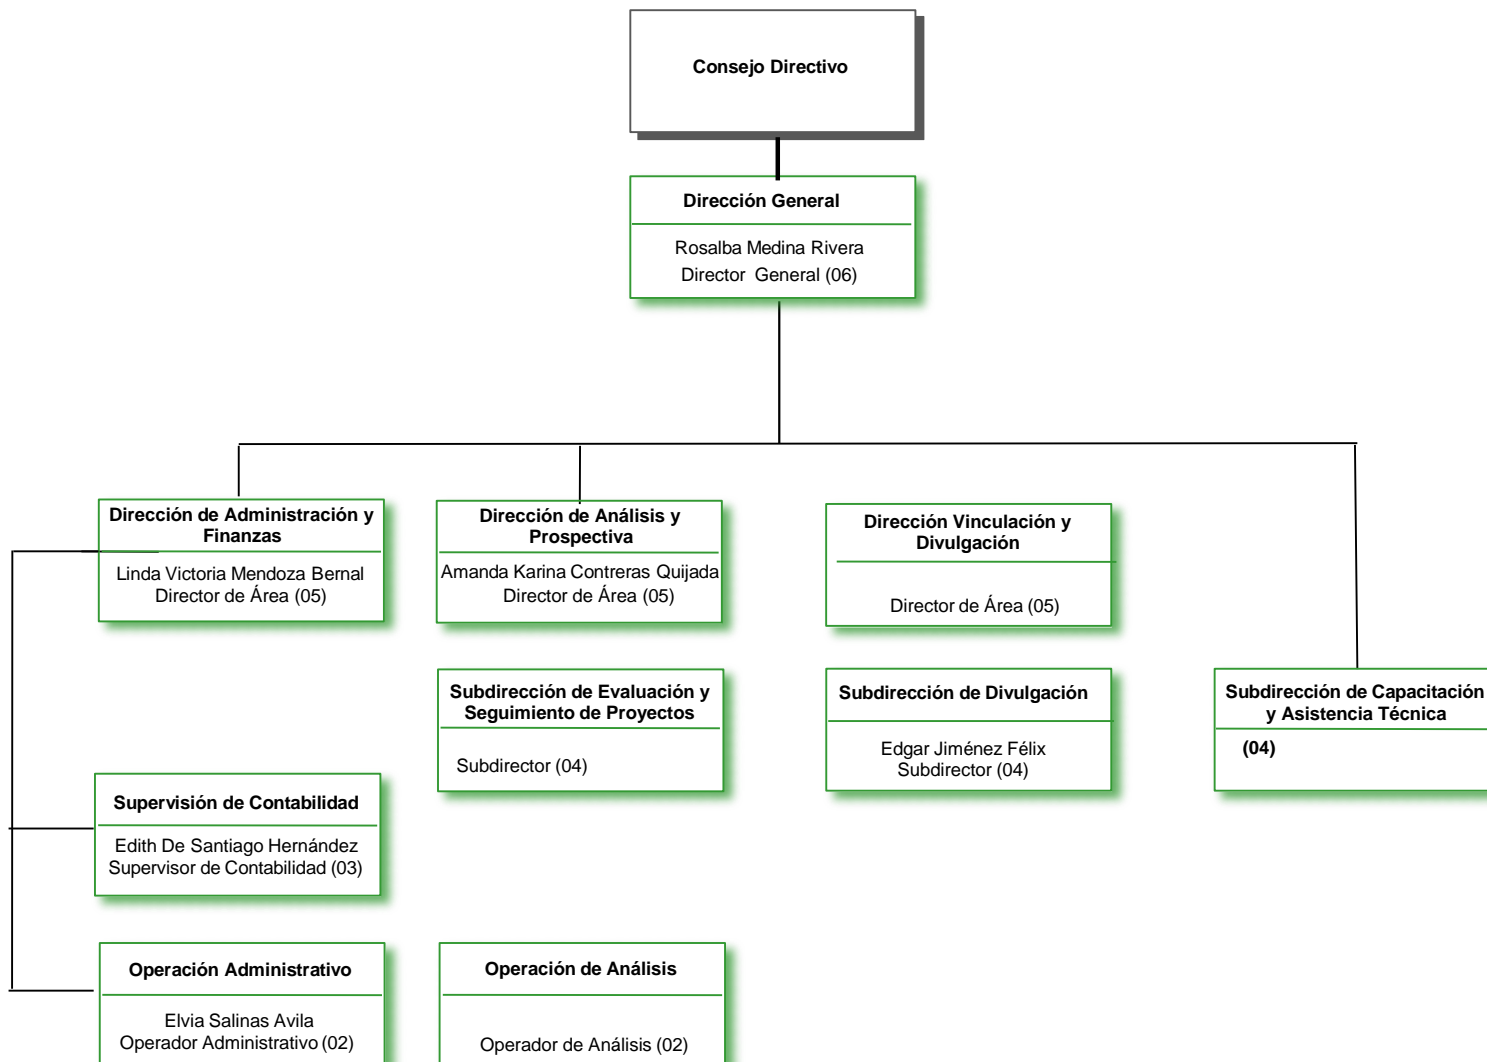 Consejo Directivo
Dirección General
Rosalba Medina Rivera
Director General (06)
Dirección de Administración y
Finanzas
Linda Victoria Mendoza Bernal
Director de Área (05)
Dirección de Análisis y
Prospectiva
Amanda Karina Contreras Quijada
Director de Área (05)
Dirección Vinculación y
Divulgación
Director de Área (05)
Subdirección de Evaluación y
Seguimiento de Proyectos
Subdirector (04)
Subdirección de Divulgación
Edgar Jiménez Félix
Subdirector (04)
Subdirección de Capacitación
y Asistencia Técnica
(04)
Supervisión de Contabilidad
Edith De Santiago Hernández
Supervisor de Contabilidad (03)
Operación Administrativo
Elvia Salinas Avila
Operador Administrativo (02)
Operación de Análisis
Operador de Análisis (02)